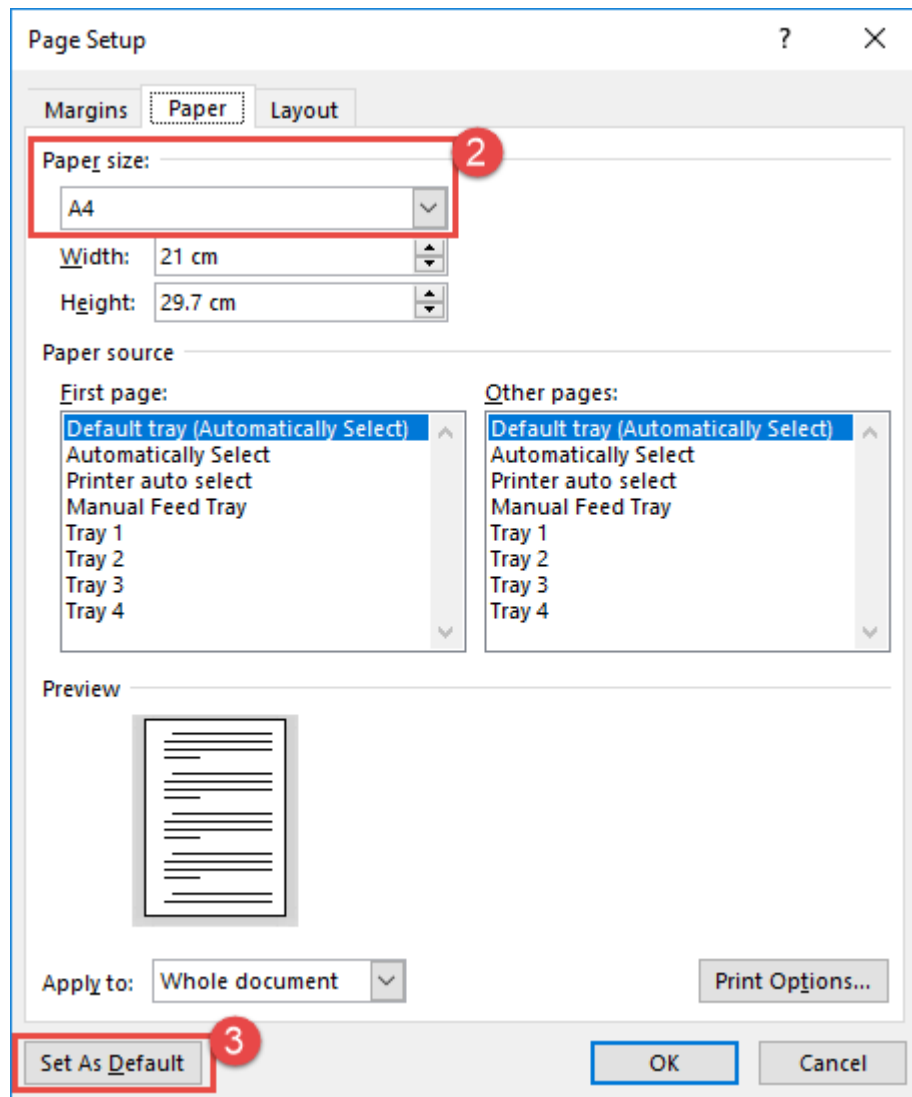 Page Setup ?
Margins Paper Layout
Paper size: 2
A4
Width: 21 cm
Height: 29.7 cm
Paper source
First page: Other pages:
Default tray (Automatically Select) Default tray (Automatically Select)
Automatically Select Automatically Select
Printer auto select Printer auto select
Manual Feed Tray Manual Feed Tray
Tray 1 Tray 1
Tray 2 Tray 2
Tray 3 Tray 3
Tray 4 Tray 4
Preview
Apply to: Whole document Print Options...
Set As Default 3 OK Cancel